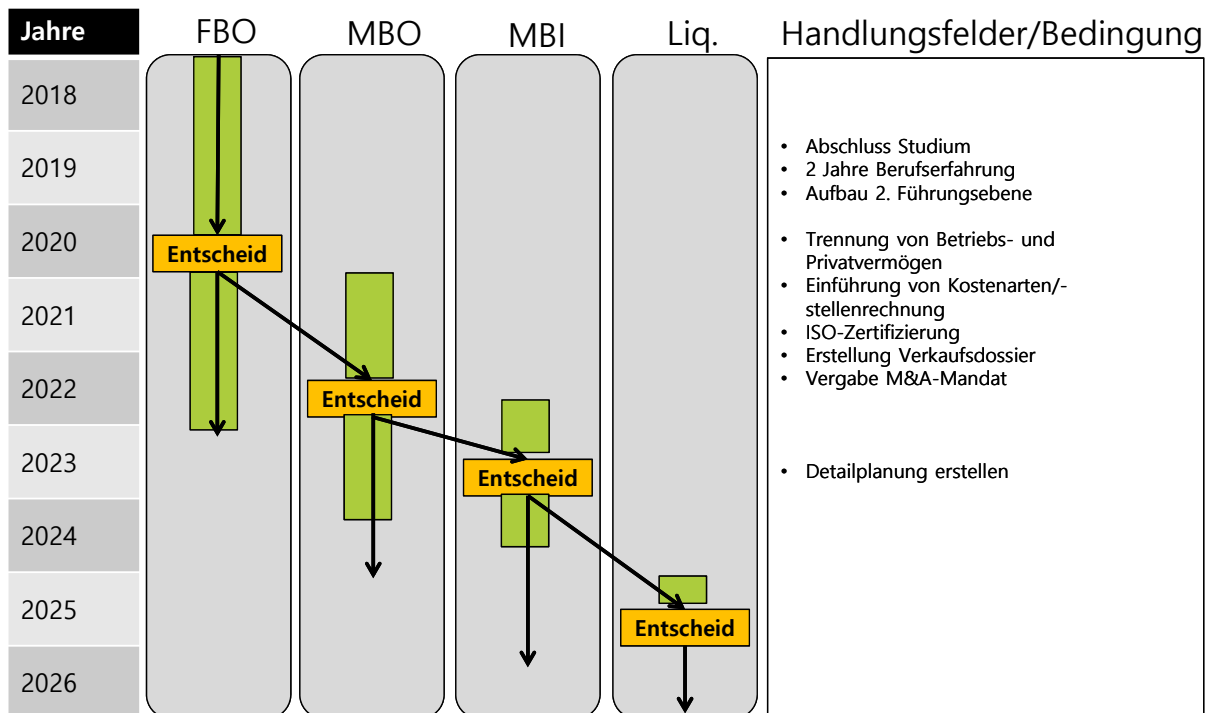 Jahre FBO MBO MBI Liq. Handlungsfelder/Bedingung
2018
2019
2020
2021
2022
2023
2024
2025
2026
Entscheid
Entscheid
Entscheid
Entscheid
• Abschluss Studium
• 2 Jahre Berufserfahrung
• Aufbau 2. Führungsebene
• Trennung von Betriebs- und
Privatvermögen
• Einführung von Kostenarten/-
stellenrechnung
• ISO-Zertifizierung
• Erstellung Verkaufsdossier
• Vergabe M&A-Mandat
• Detailplanung erstellen